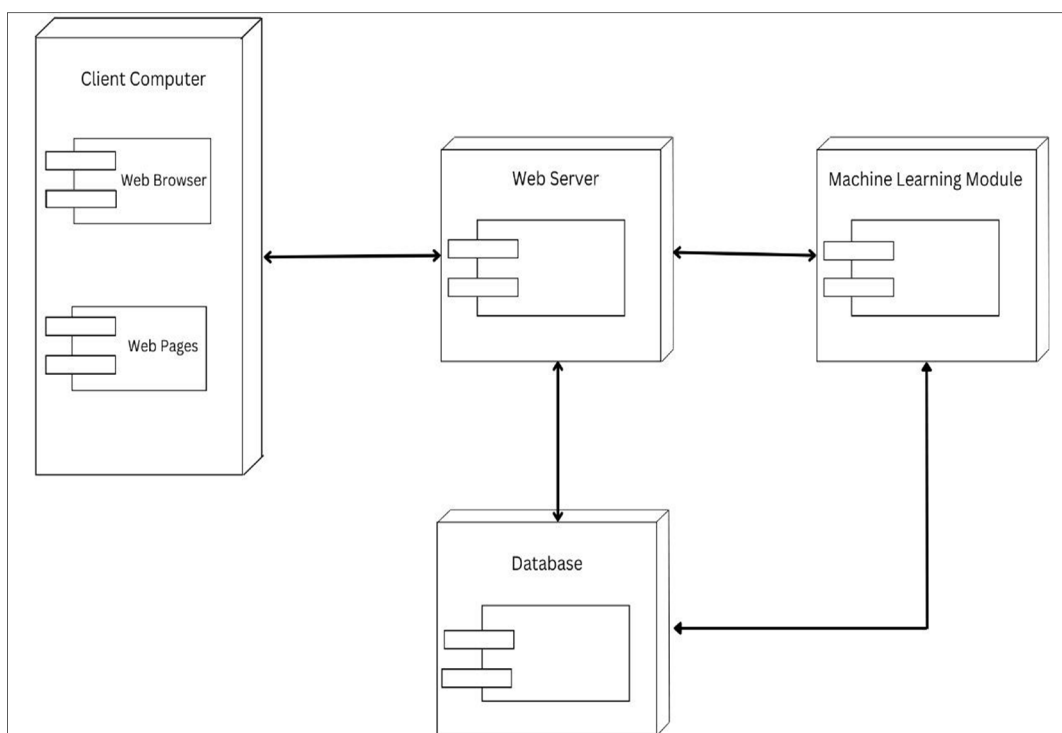 Client Computer
Web Browser
Web Pages
Web Server
Machine Learning Module
Database